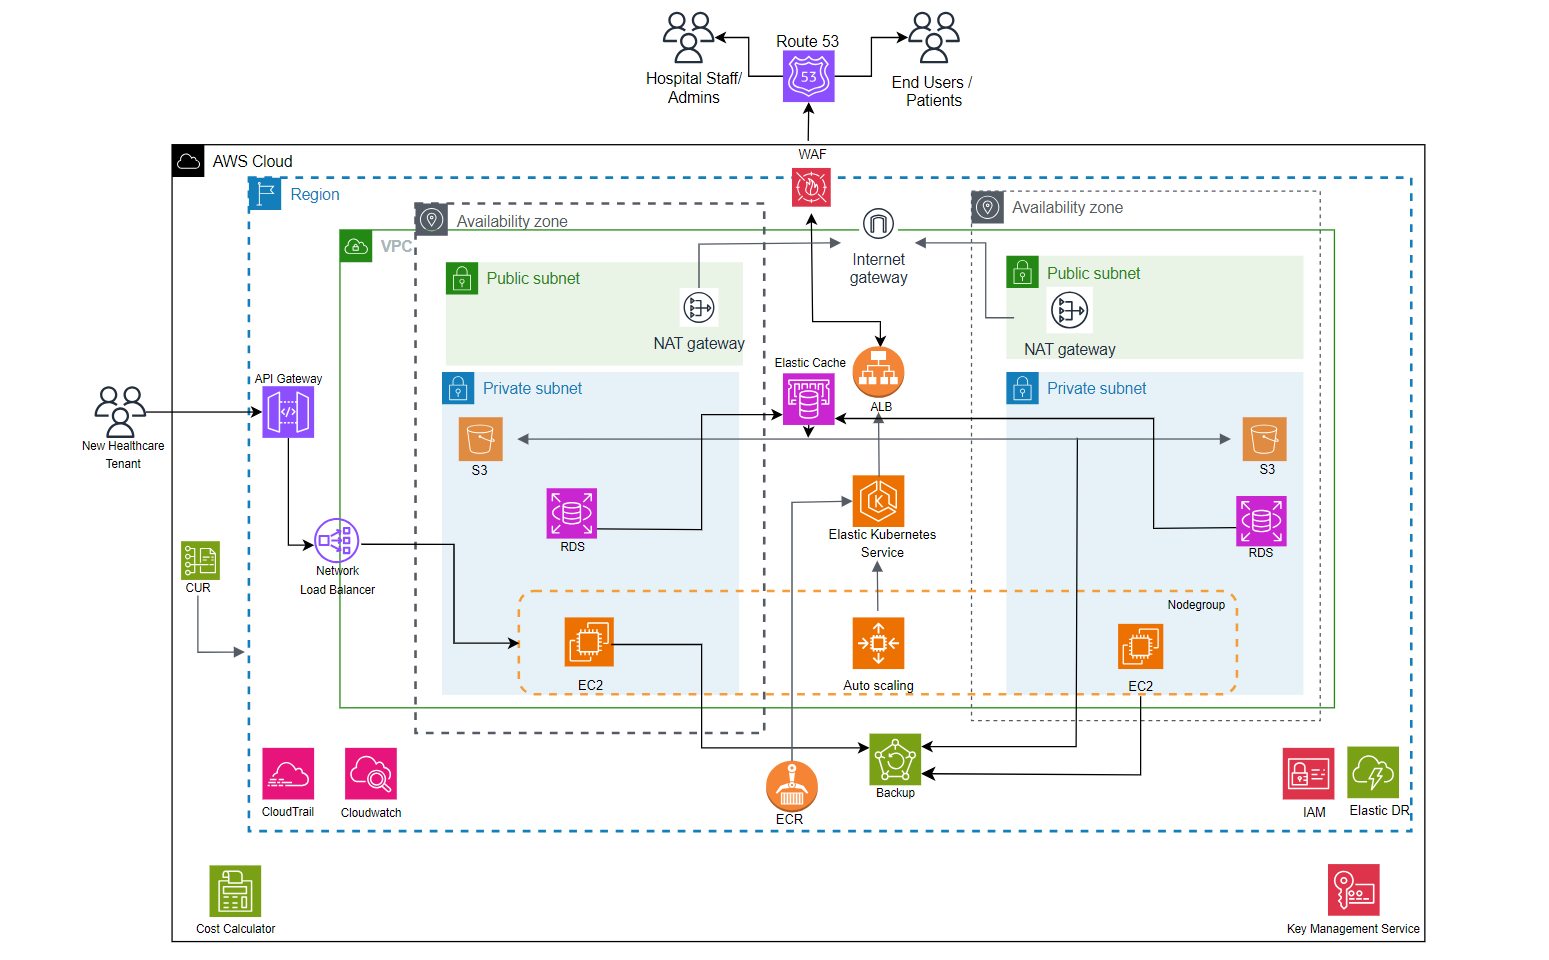 Route 53
53
Hospital Staff/
Admins
End Users /
Patients
WAF
AWS Cloud
Region
Availability zone
Availability zone
VPC
Internet
gateway
Public subnet
Public subnet
NAT gateway
NAT gateway
Elastic Cache
API Gateway
Private subnet
Private subnet
ALB
New Healthcare
Tenant
S3
S3
K
Elastic Kubernetes
Service
RDS
RDS
Network
Load Balancer
CUR
Nodegroup
EC2
Auto scaling
EC2
Backup
CloudTrail
Cloudwatch
ECR
IAM
Elastic DR
Cost Calculator
Key Management Service